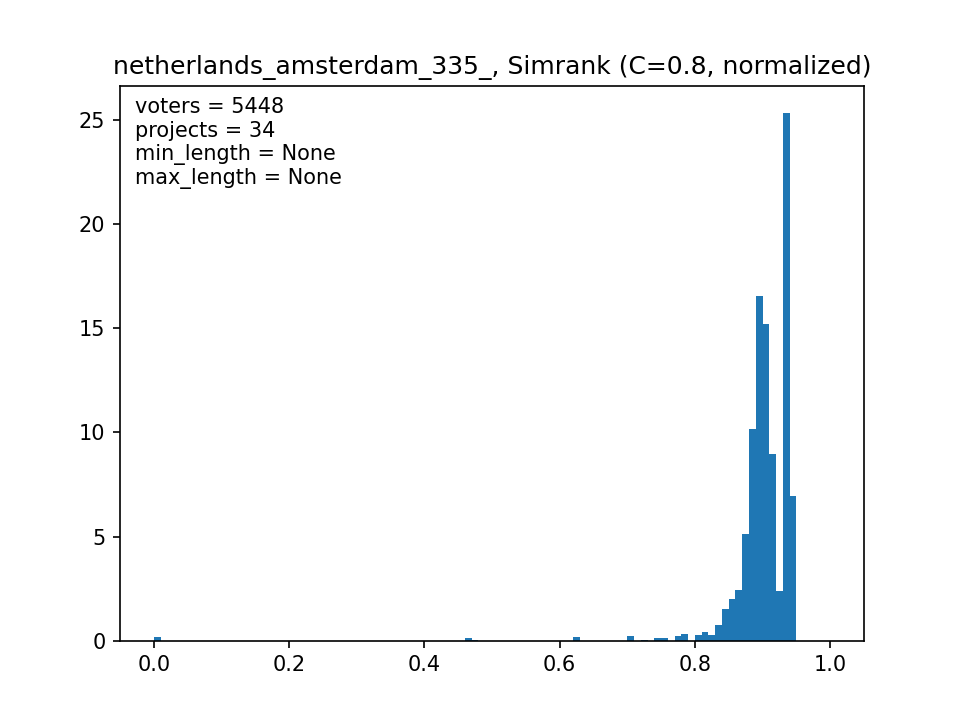 netherlands_amsterdam_335_, Simrank (C=0.8, normalized)
voters = 5448
projects = 34
min_length = None
max_length = None
25
20
15
10
5
0
0.0 0.2 0.4 0.6 0.8 1.0